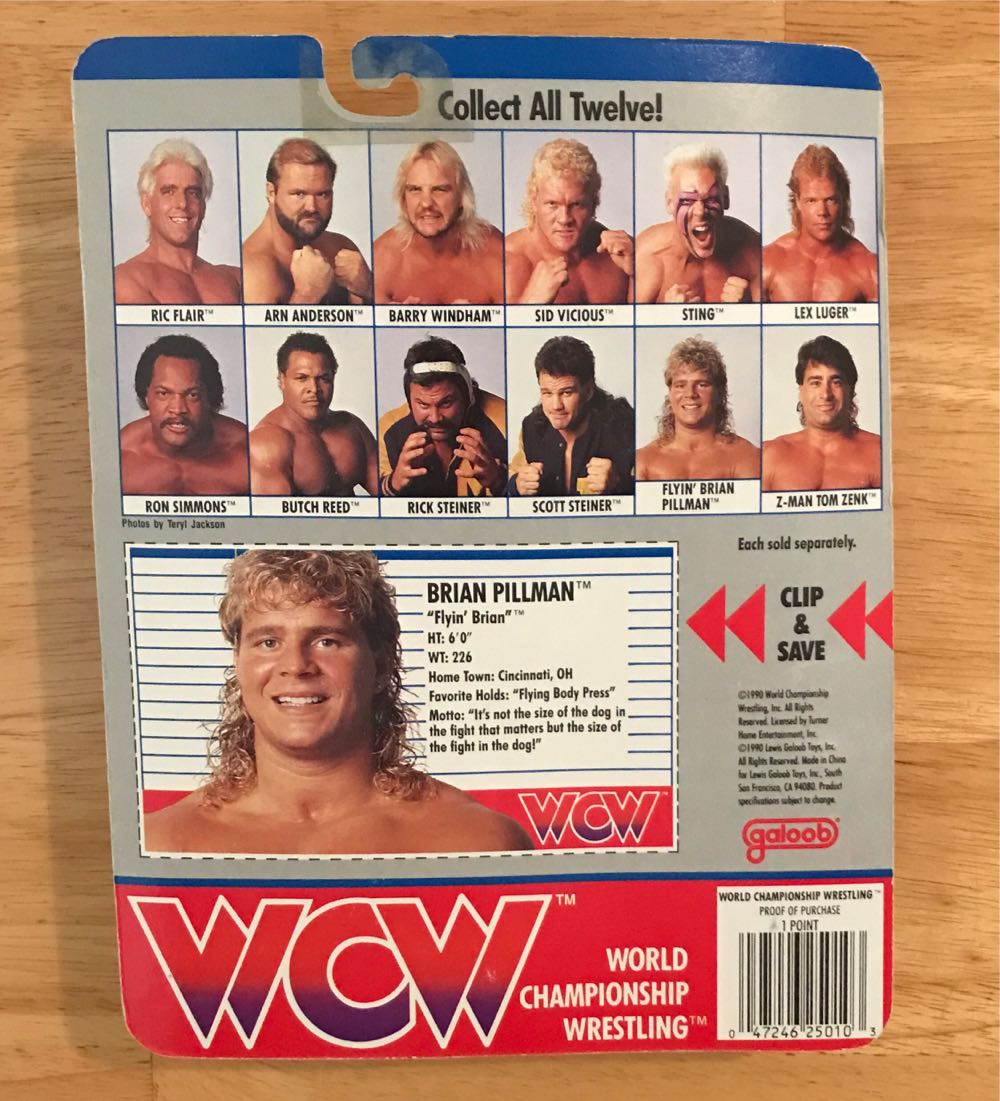 Collect All Twelve!
RIC FLAIR™
ARN ANDERSON™
BARRY WINDHAM™
SID VICIOUS™
STING™
LEX LUGER™
RON SIMMONS™
BUTCH REED™
RICK STEINER™
SCOTT STEINER™
FLYIN' BRIAN
PILLMAN™
Z-MAN TOM ZENK™
Photos by Teryl Jackson
Each sold separately.
BRIAN PILLMAN™
"Flyin' Brian"™
HT: 6'0"
WT: 226
Home Town: Cincinnati, OH
Favorite Holds: "Flying Body Press"
Motto: "It's not the size of the dog in
the fight that matters but the size of
the fight in the dog!"
WCW™
CLIP
&
SAVE
©1990 World Championship
Wrestling, Inc. All Rights
Reserved. Licensed by Turner
Home Entertainment, Inc.
©1990 Lewis Galoob Toys, Inc.
All Rights Reserved. Made in China
for Lewis Galoob Toys, Inc., South
San Francisco, CA 94080. Product
specifications subject to change.
galoob®
WCW™
WORLD
CHAMPIONSHIP
WRESTLING™
WORLD CHAMPIONSHIP WRESTLING™
PROOF OF PURCHASE
1 POINT
0 47246 25010 3